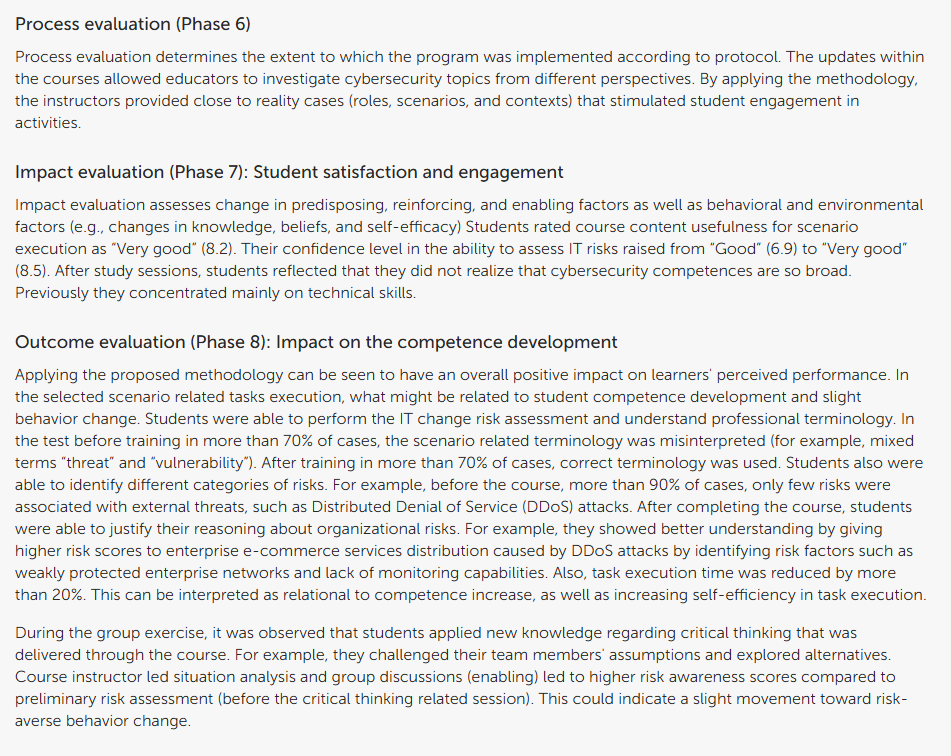 Process evaluation (Phase 6)
Process evaluation determines the extent to which the program was implemented according to protocol. The updates within
the courses allowed educators to investigate cybersecurity topics from different perspectives. By applying the methodology,
the instructors provided close to reality cases (roles, scenarios, and contexts) that stimulated student engagement in
activities.
Impact evaluation (Phase 7): Student satisfaction and engagement
Impact evaluation assesses change in predisposing, reinforcing, and enabling factors as well as behavioral and environmental
factors (e.g., changes in knowledge, beliefs, and self-efficacy) Students rated course content usefulness for scenario
execution as “Very good” (8.2). Their confidence level in the ability to assess IT risks raised from “Good” (6.9) to “Very good”
(8.5). After study sessions, students reflected that they did not realize that cybersecurity competences are so broad.
Previously they concentrated mainly on technical skills.
Outcome evaluation (Phase 8): Impact on the competence development
Applying the proposed methodology can be seen to have an overall positive impact on learners' perceived performance. In
the selected scenario related tasks execution, what might be related to student competence development and slight
behavior change. Students were able to perform the IT change risk assessment and understand professional terminology. In
the test before training in more than 70% of cases, the scenario related terminology was misinterpreted (for example, mixed
terms “threat” and “vulnerability”). After training in more than 70% of cases, correct terminology was used. Students also were
able to identify different categories of risks. For example, before the course, more than 90% of cases, only few risks were
associated with external threats, such as Distributed Denial of Service (DDoS) attacks. After completing the course, students
were able to justify their reasoning about organizational risks. For example, they showed better understanding by giving
higher risk scores to enterprise e-commerce services distribution caused by DDoS attacks by identifying risk factors such as
weakly protected enterprise networks and lack of monitoring capabilities. Also, task execution time was reduced by more
than 20%. This can be interpreted as relational to competence increase, as well as increasing self-efficiency in task execution.
During the group exercise, it was observed that students applied new knowledge regarding critical thinking that was
delivered through the course. For example, they challenged their team members' assumptions and explored alternatives.
Course instructor led situation analysis and group discussions (enabling) led to higher risk awareness scores compared to
preliminary risk assessment (before the critical thinking related session). This could indicate a slight movement toward risk-
averse behavior change.